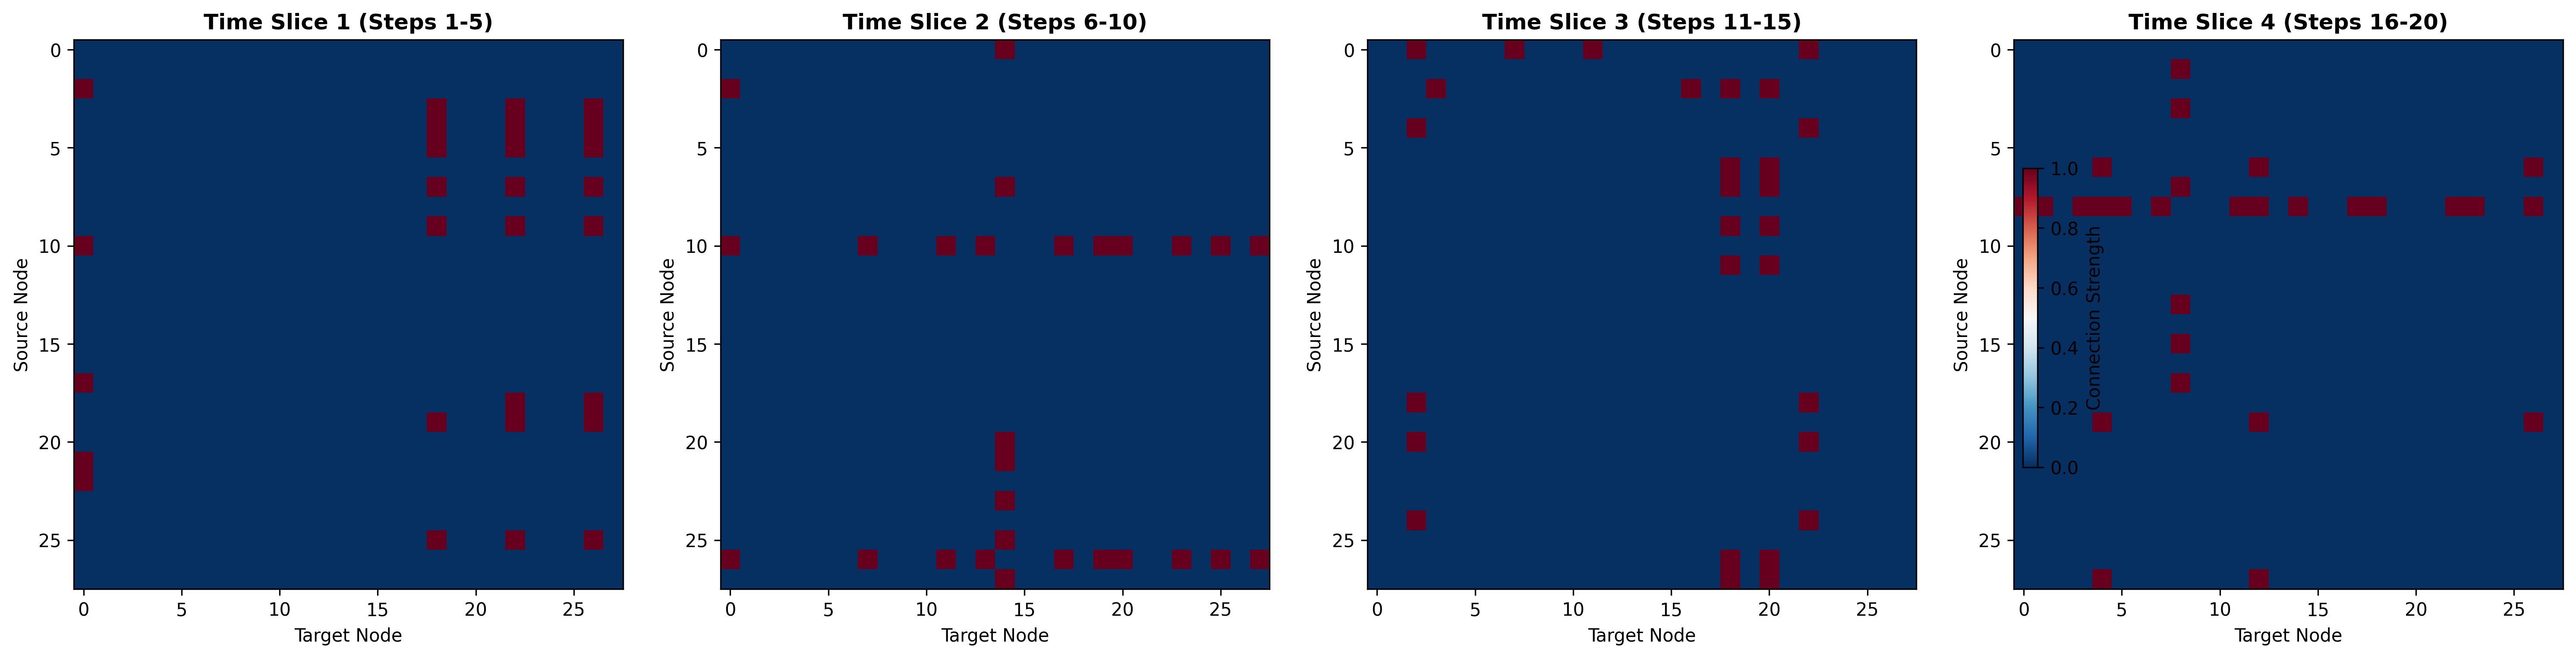 Time Slice 1 (Steps 1-5)
0
5
10
15
20
25
Source Node
0 5 10 15 20 25
Target Node
Time Slice 2 (Steps 6-10)
0
5
10
15
20
25
Source Node
0 5 10 15 20 25
Target Node
Time Slice 3 (Steps 11-15)
0
5
10
15
20
25
Source Node
0 5 10 15 20 25
Target Node
Time Slice 4 (Steps 16-20)
0
5
10
15
20
25
Source Node
0 5 10 15 20 25
Target Node
1.0
0.8
0.6
0.4
0.2
0.0
Connection Strength